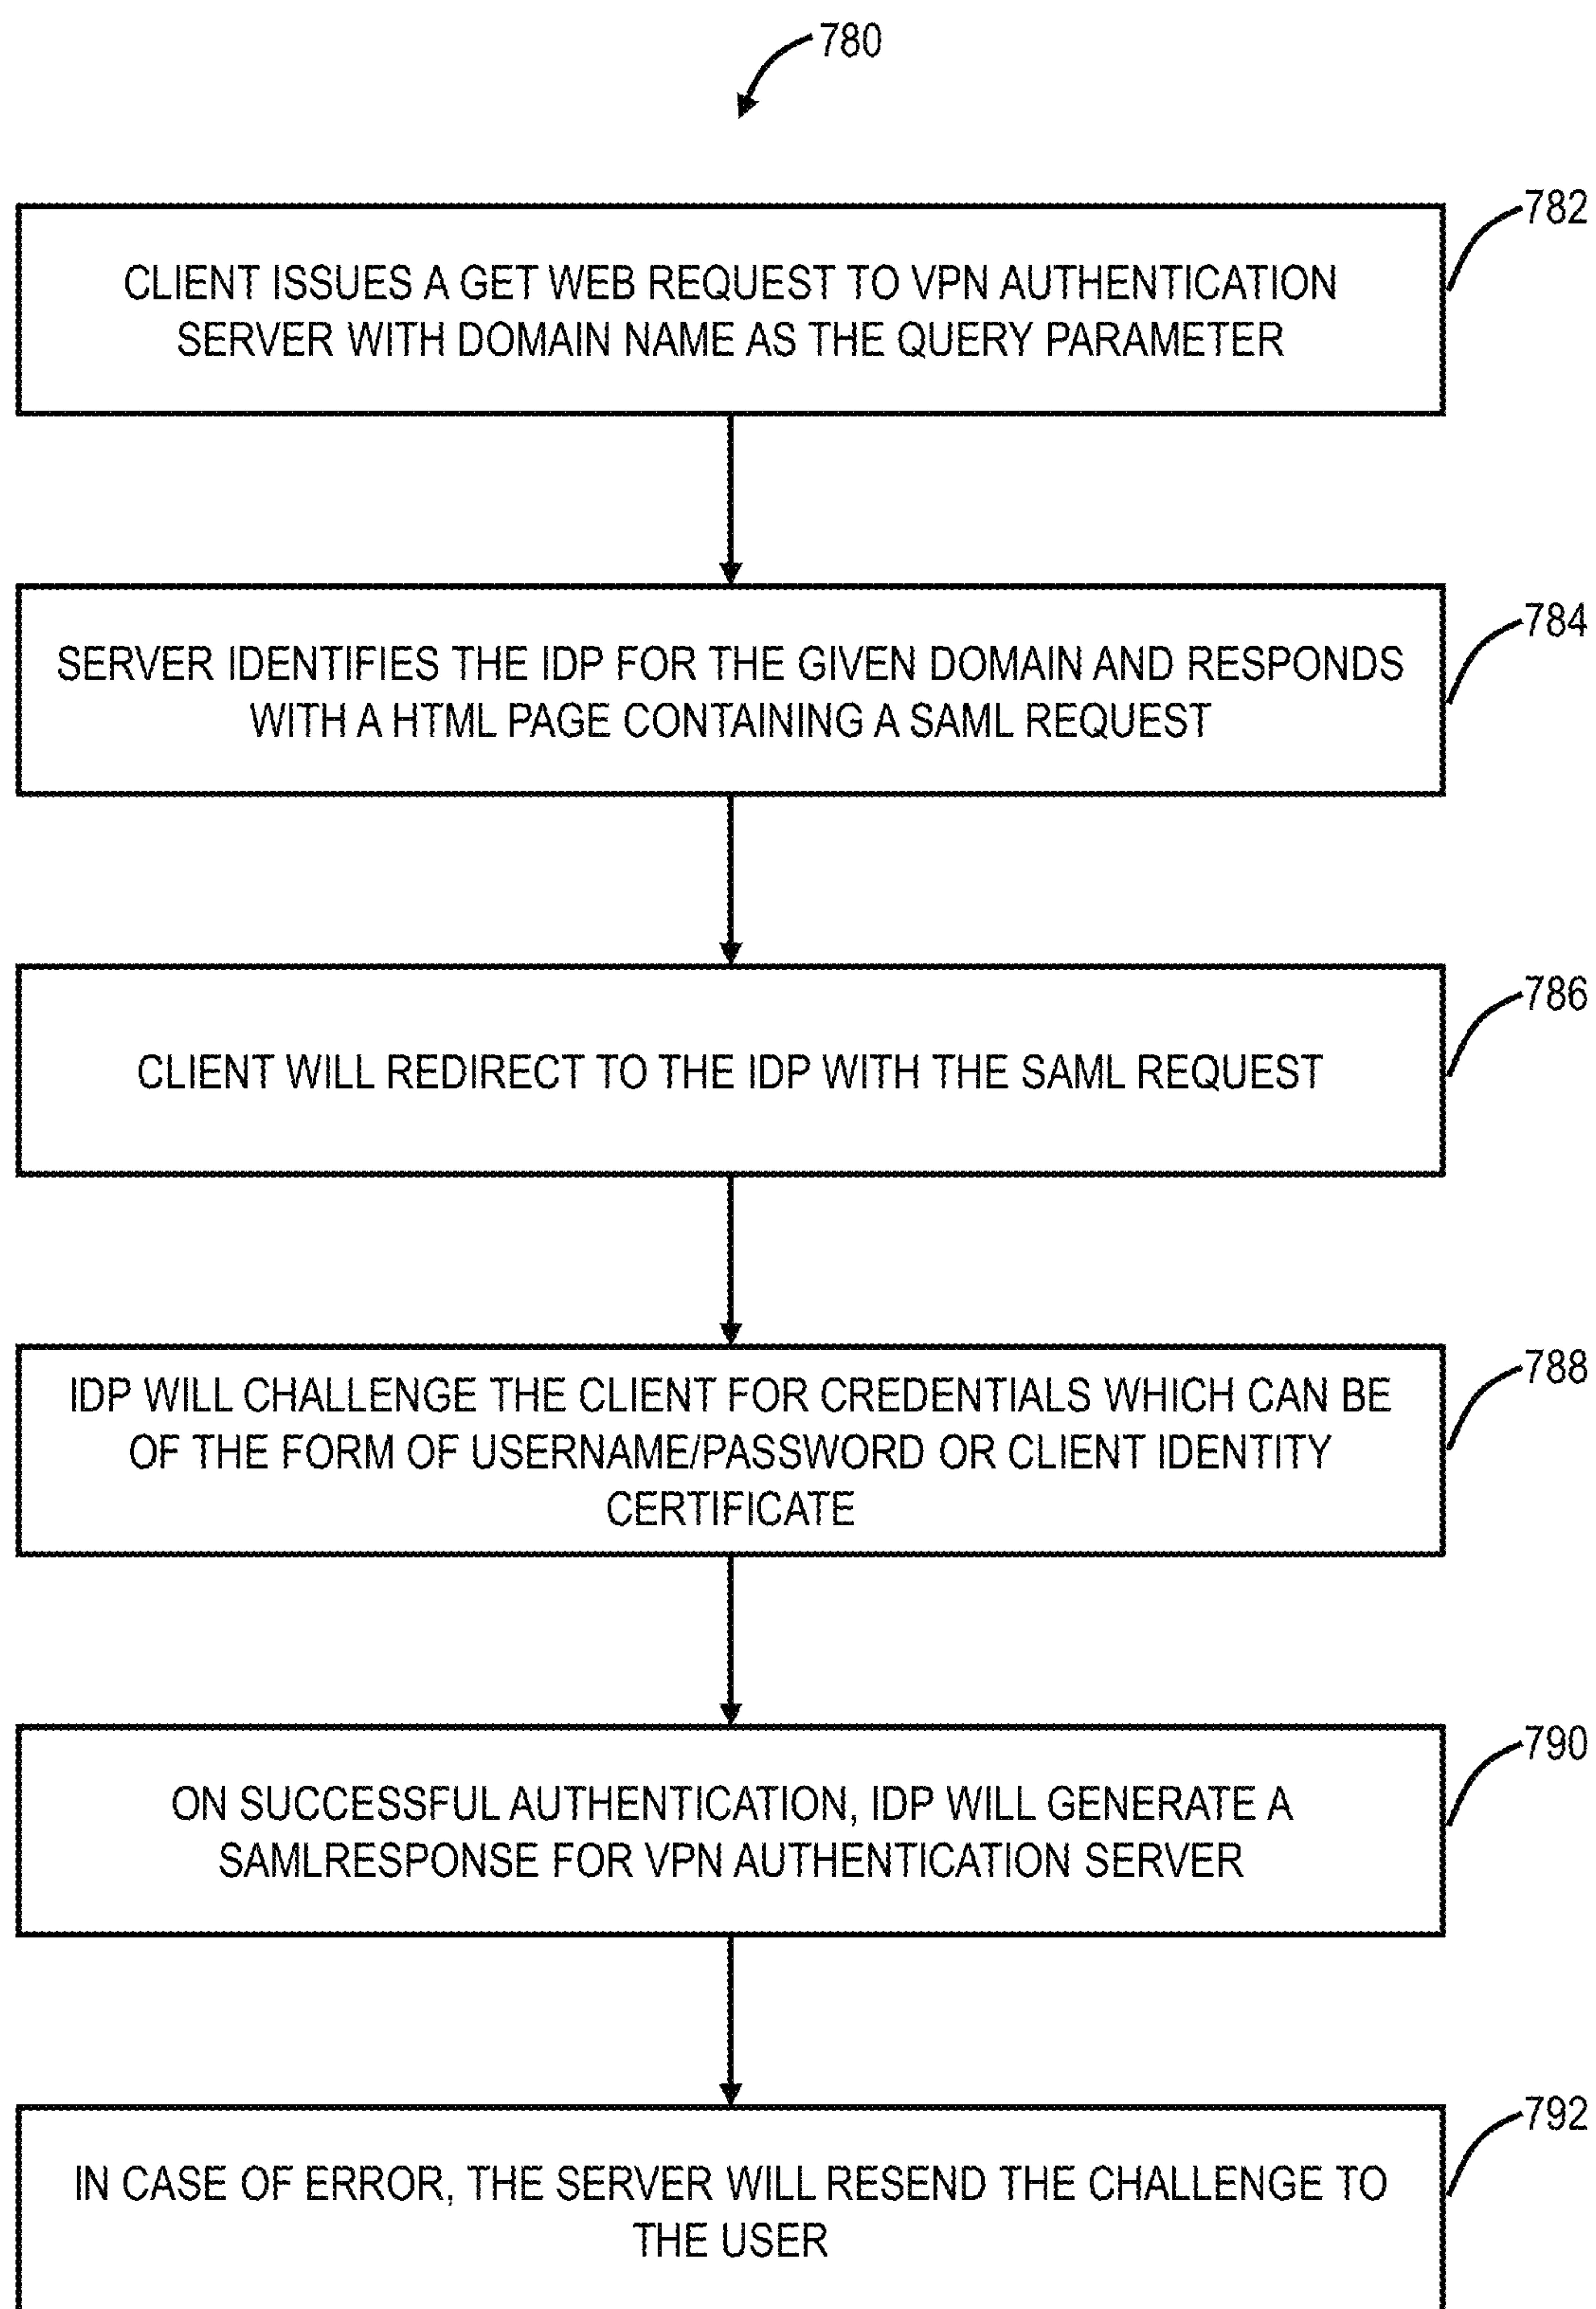 780
782
CLIENT ISSUES A GET WEB REQUEST TO VPN AUTHENTICATION
SERVER WITH DOMAIN NAME AS THE QUERY PARAMETER
784
SERVER IDENTIFIES THE IDP FOR THE GIVEN DOMAIN AND RESPONDS
WITH A HTML PAGE CONTAINING A SAML REQUEST
786
CLIENT WILL REDIRECT TO THE IDP WITH THE SAML REQUEST
788
IDP WILL CHALLENGE THE CLIENT FOR CREDENTIALS WHICH CAN BE
OF THE FORM OF USERNAME/PASSWORD OR CLIENT IDENTITY
CERTIFICATE
790
ON SUCCESSFUL AUTHENTICATION, IDP WILL GENERATE A
SAMLRESPONSE FOR VPN AUTHENTICATION SERVER
792
IN CASE OF ERROR, THE SERVER WILL RESEND THE CHALLENGE TO
THE USER